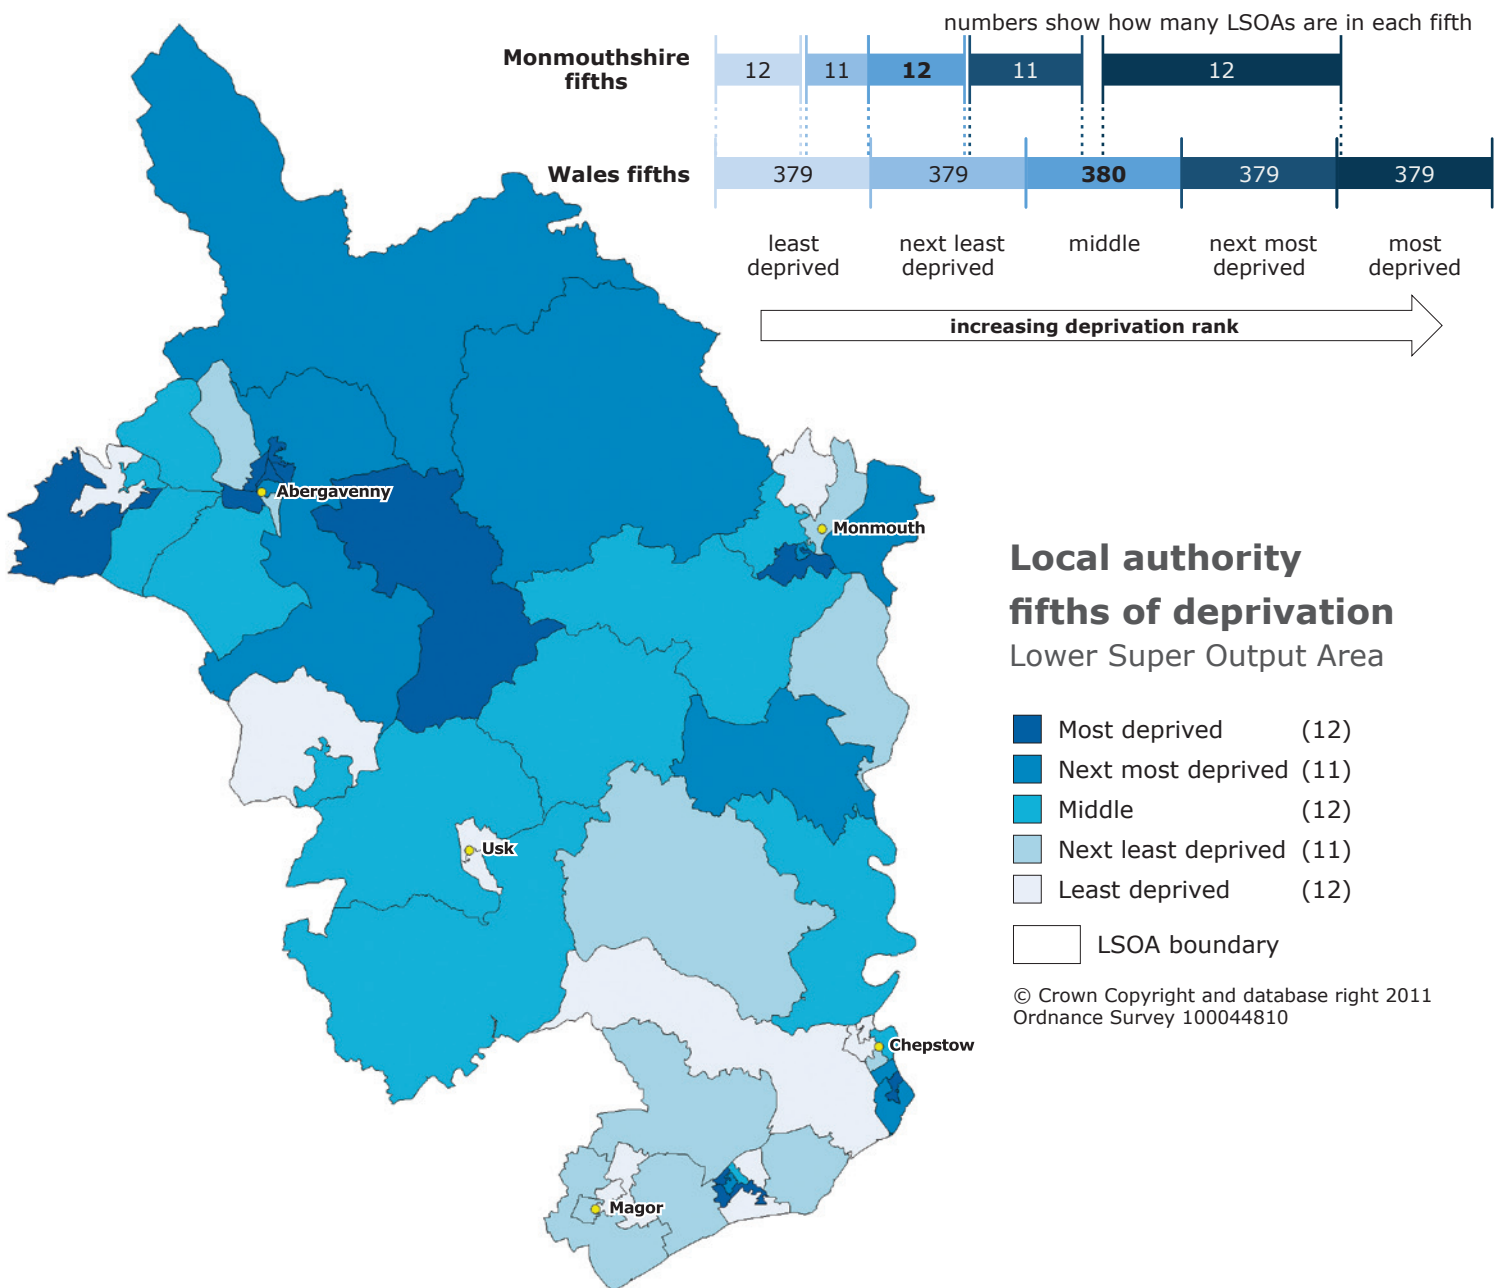 numbers show how many LSOAs are in each fifth
Monmouthshire
fifths
12 11 12 11 12
Wales fifths
379 379 380 379 379
least
deprived
next least
deprived
middle
next most
deprived
most
deprived
increasing deprivation rank
Abergavenny
Monmouth
Usk
Chepstow
Magor
Local authority
fifths of deprivation
Lower Super Output Area
Most deprived (12)
Next most deprived (11)
Middle (12)
Next least deprived (11)
Least deprived (12)
LSOA boundary
© Crown Copyright and database right 2011
Ordnance Survey 100044810